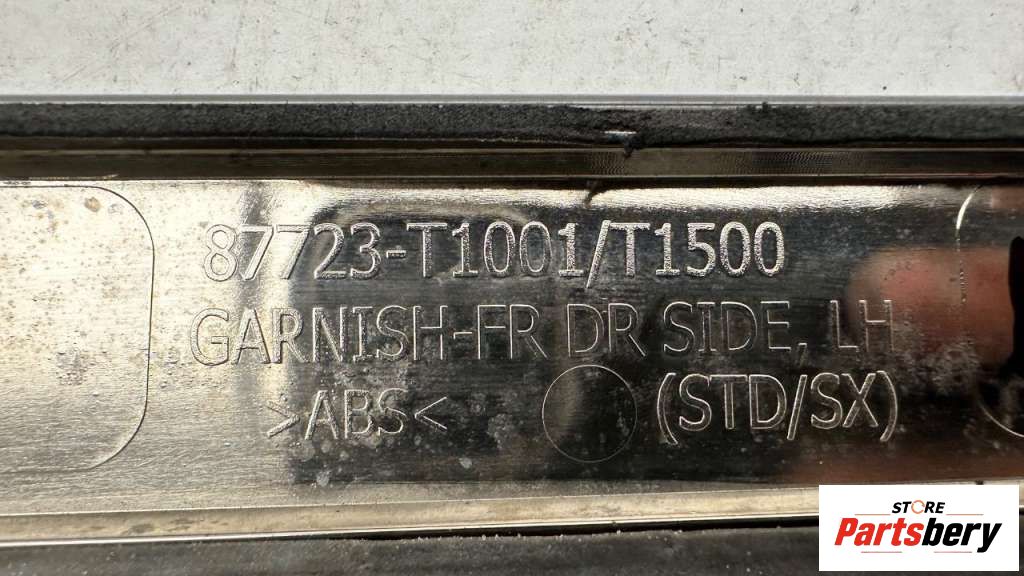 87723-T1001/T1500
GARNISH-FR DR SIDE, LH
>ABS< (STD/SX)
STORE
Partsbery